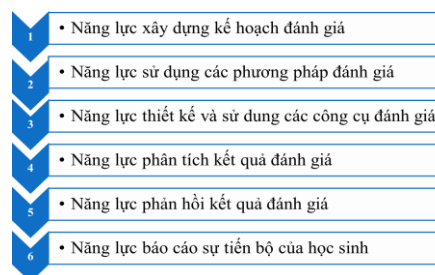 1 • Năng lực xây dựng kế hoạch đánh giá
2 • Năng lực sử dụng các phương pháp đánh giá
3 • Năng lực thiết kế và sử dung các công cụ đánh giá
4 • Năng lực phân tích kết quả đánh giá
5 • Năng lực phản hồi kết quả đánh giá
6 • Năng lực báo cáo sự tiến bộ của học sinh